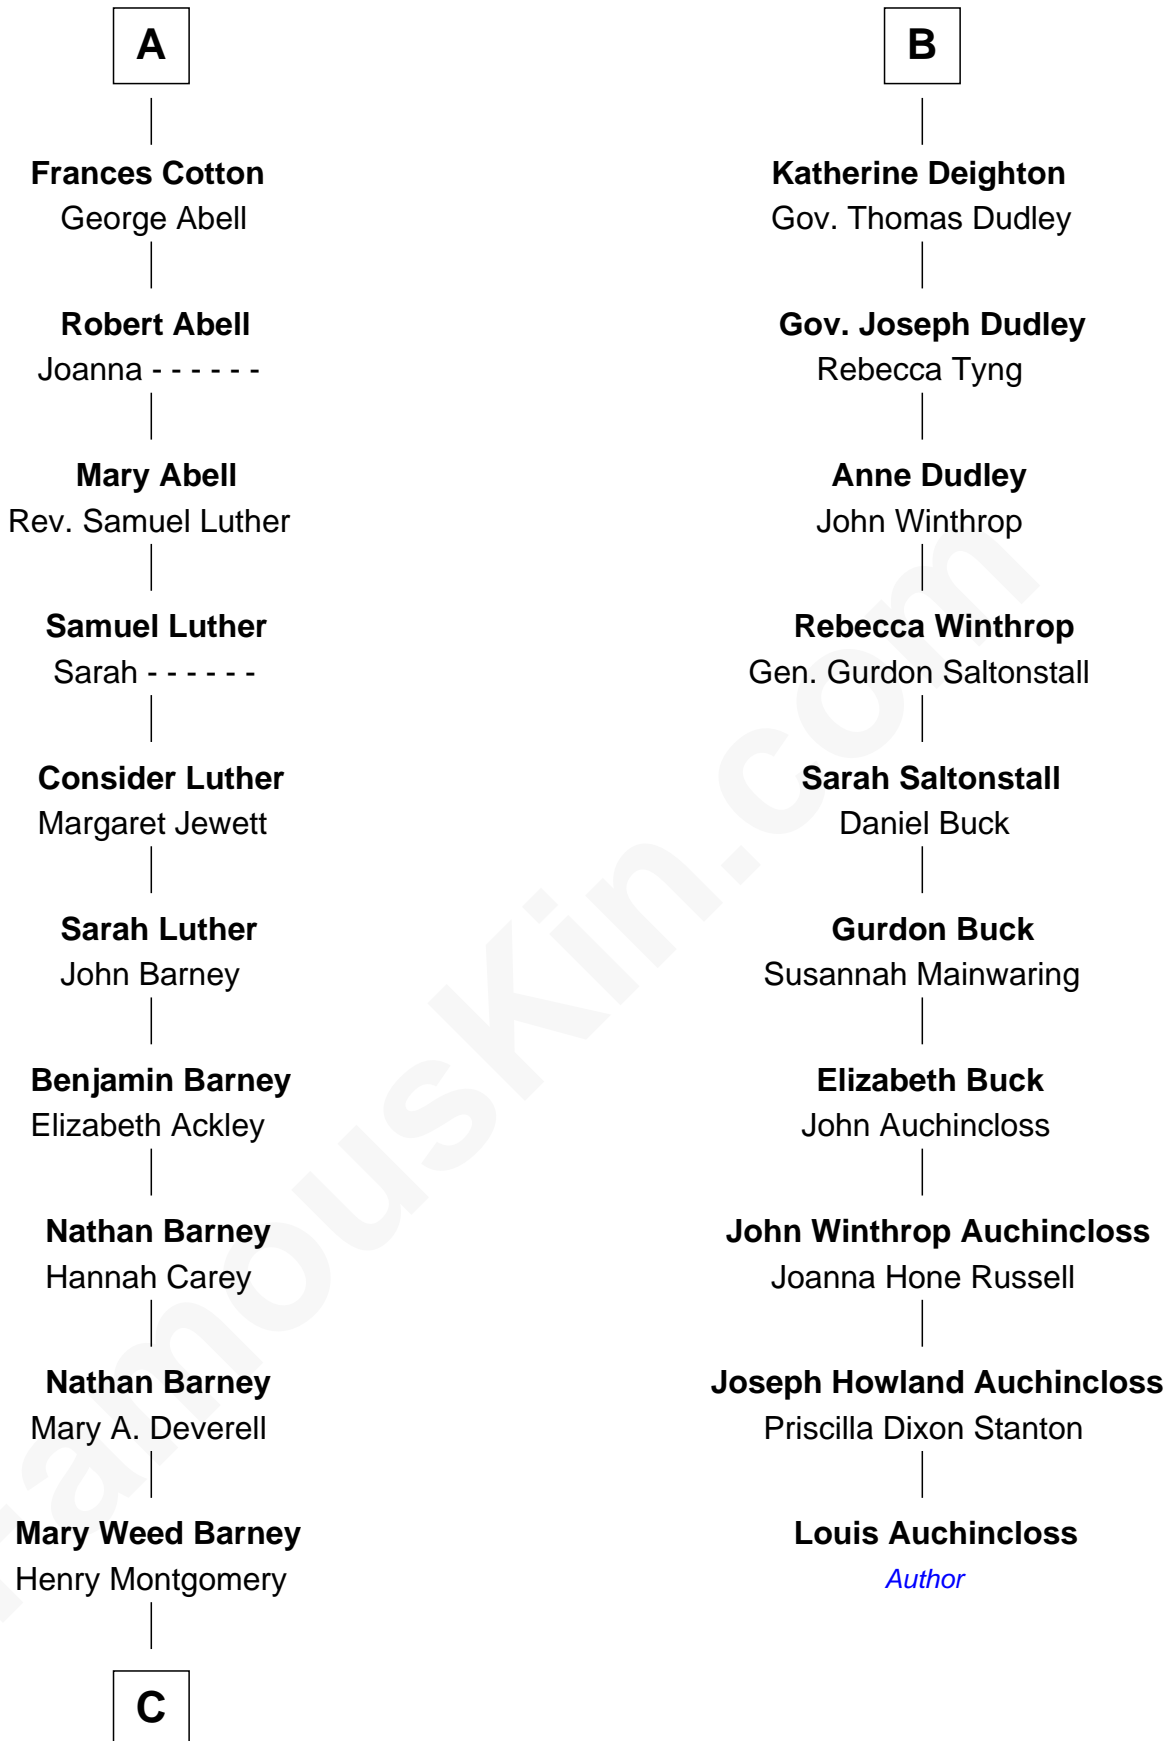 A
Frances Cotton
George Abell
Robert Abell
Joanna - - - - - -
Mary Abell
Rev. Samuel Luther
Samuel Luther
Sarah - - - - - -
Consider Luther
Margaret Jewett
Sarah Luther
John Barney
Benjamin Barney
Elizabeth Ackley
Nathan Barney
Hannah Carey
Nathan Barney
Mary A. Deverell
Mary Weed Barney
Henry Montgomery
C
B
Katherine Deighton
Gov. Thomas Dudley
Gov. Joseph Dudley
Rebecca Tyng
Anne Dudley
John Winthrop
Rebecca Winthrop
Gen. Gurdon Saltonstall
Sarah Saltonstall
Daniel Buck
Gurdon Buck
Susannah Mainwaring
Elizabeth Buck
John Auchincloss
John Winthrop Auchincloss
Joanna Hone Russell
Joseph Howland Auchincloss
Priscilla Dixon Stanton
Louis Auchincloss
Author
FamousKin.com